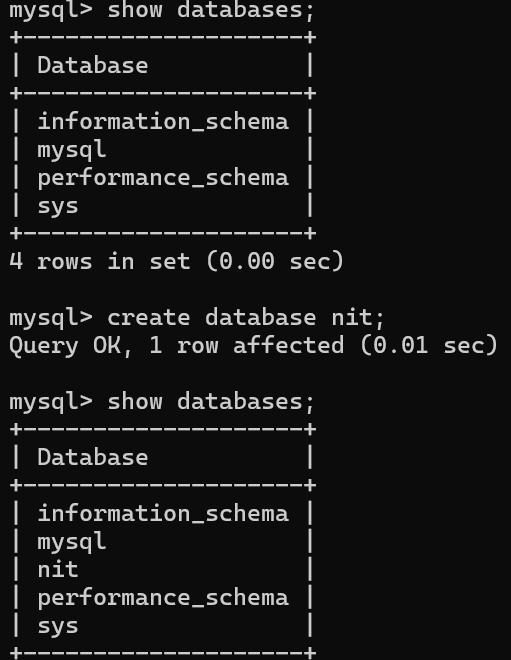 mysql> show databases;
+--------------------+
| Database           |
+--------------------+
| information_schema |
| mysql              |
| performance_schema |
| sys                |
+--------------------+
4 rows in set (0.00 sec)

mysql> create database nit;
Query OK, 1 row affected (0.01 sec)

mysql> show databases;
+--------------------+
| Database           |
+--------------------+
| information_schema |
| mysql              |
| nit                |
| performance_schema |
| sys                |
+--------------------+